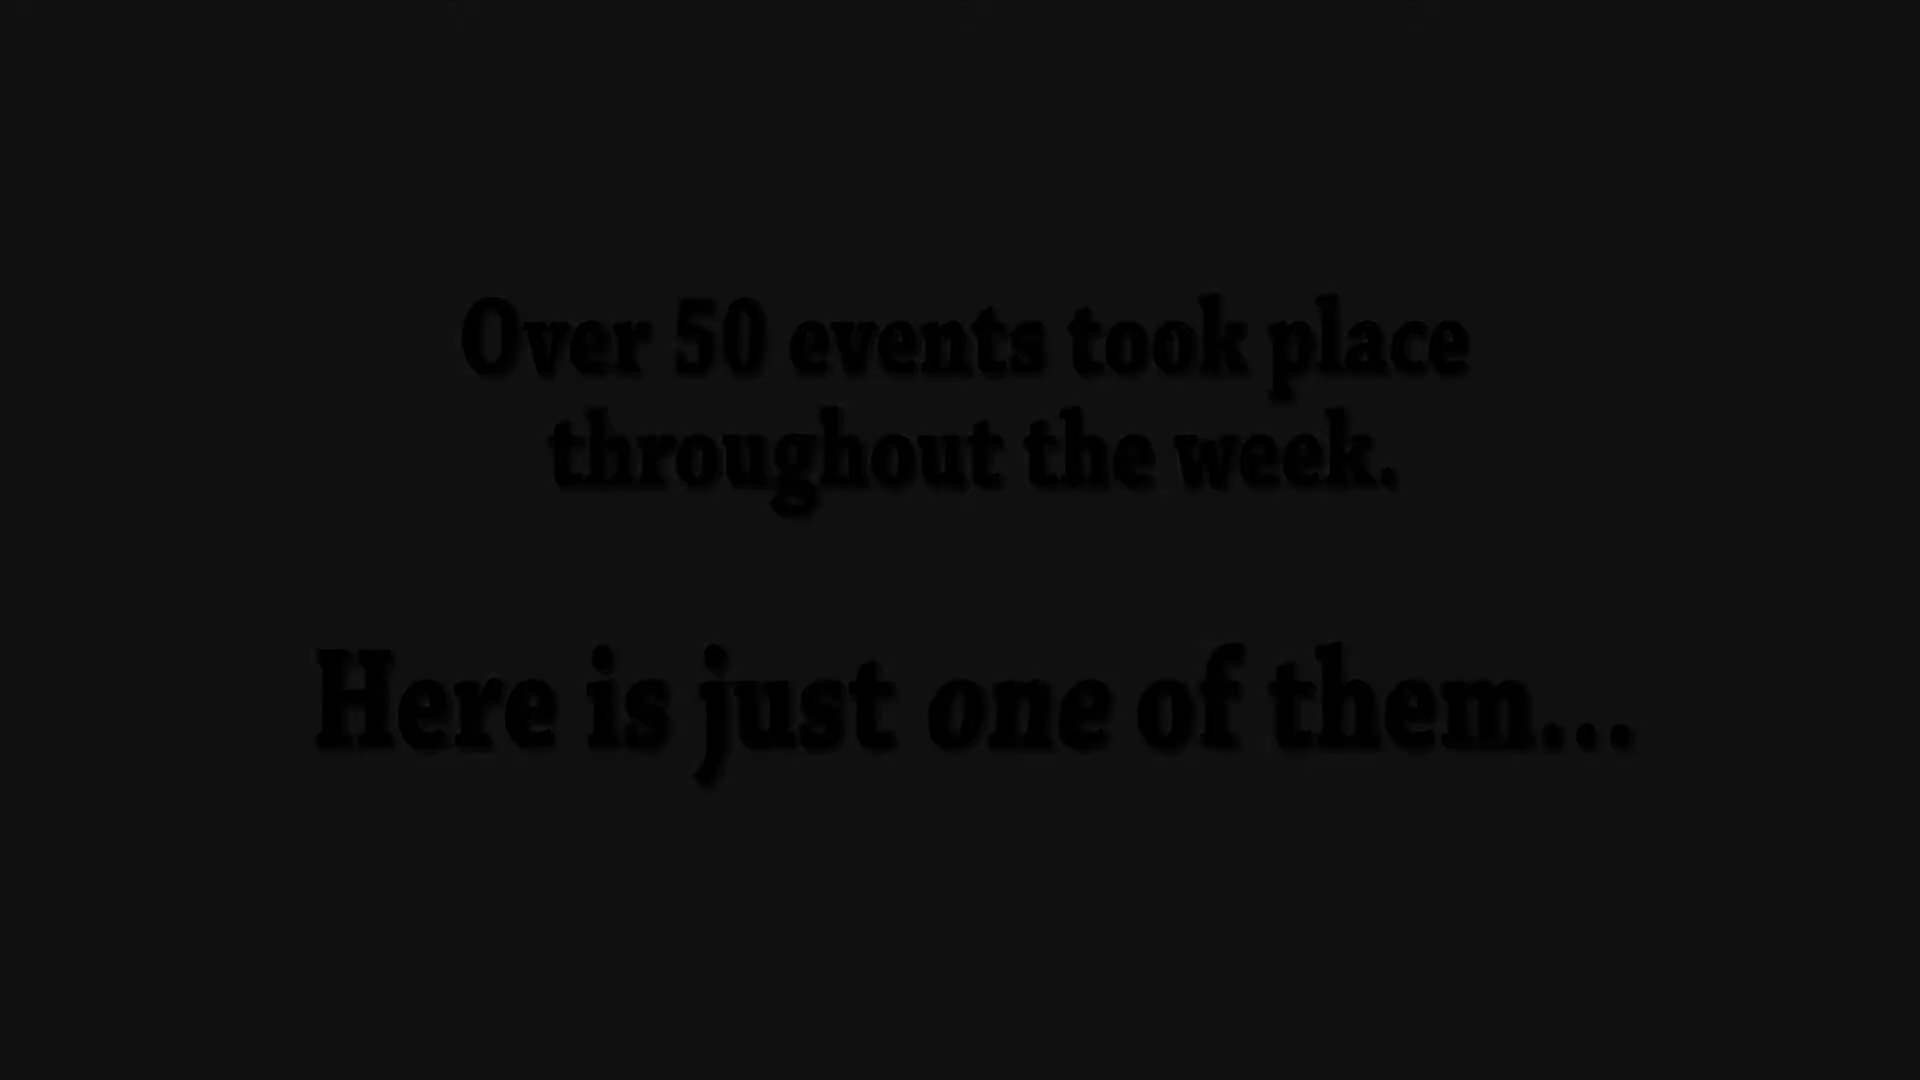 Over 50 events took place
throughout the week.
Here is just one of them...